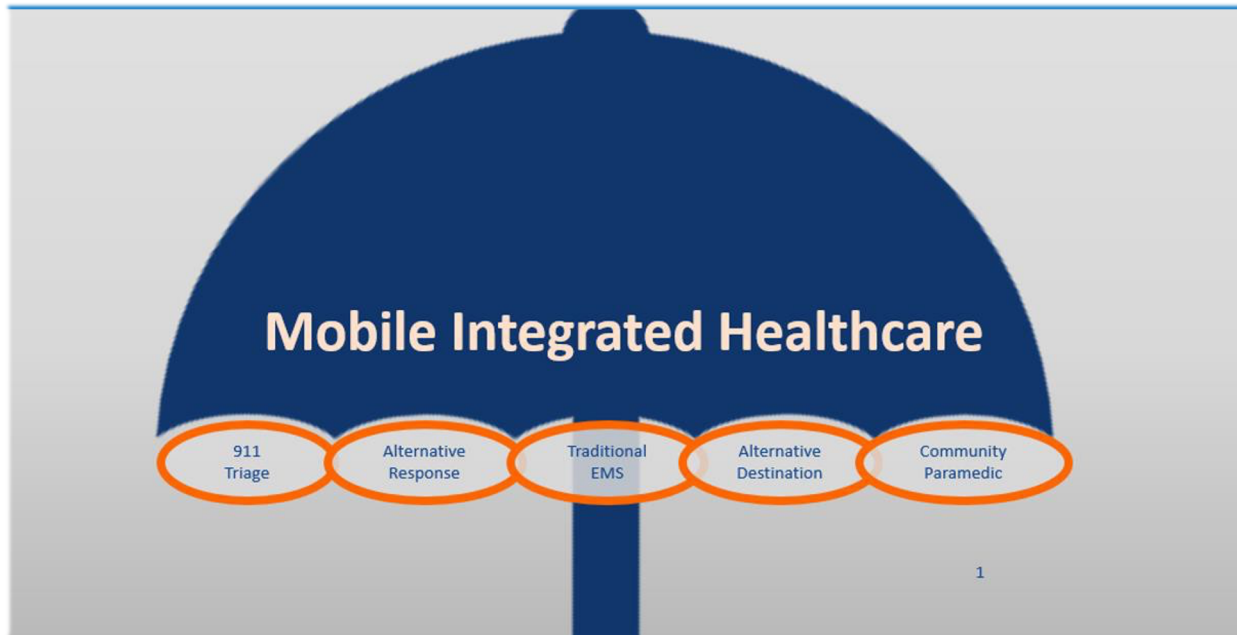 Mobile Integrated Healthcare
911
Triage
Alternative
Response
Traditional
EMS
Alternative
Destination
Community
Paramedic
1